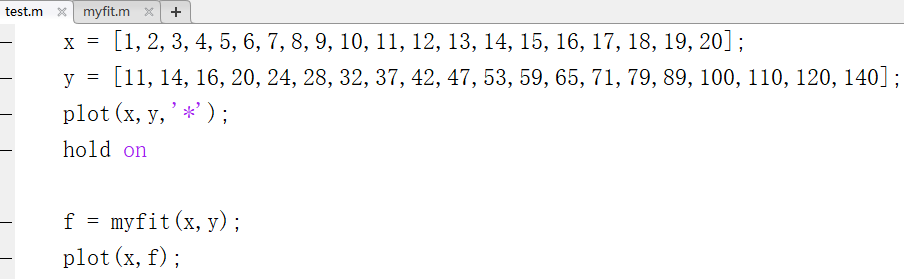 test.m × myfit.m × +
x = [1,2,3,4,5,6,7,8,9,10,11,12,13,14,15,16,17,18,19,20];
y = [11,14,16,20,24,28,32,37,42,47,53,59,65,71,79,89,100,110,120,140];
plot(x,y,'*');
hold on
f = myfit(x,y);
plot(x,f);